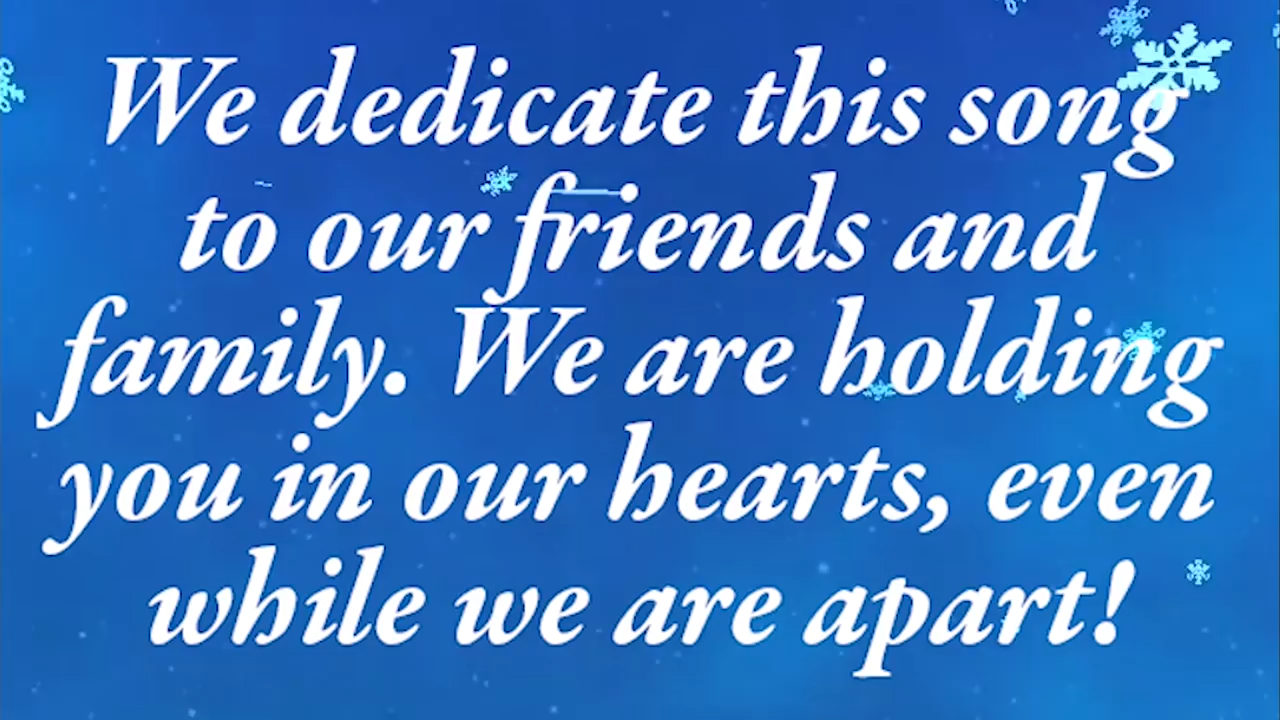 We dedicate this song
to our friends and
family. We are holding
you in our hearts, even
while we are apart!